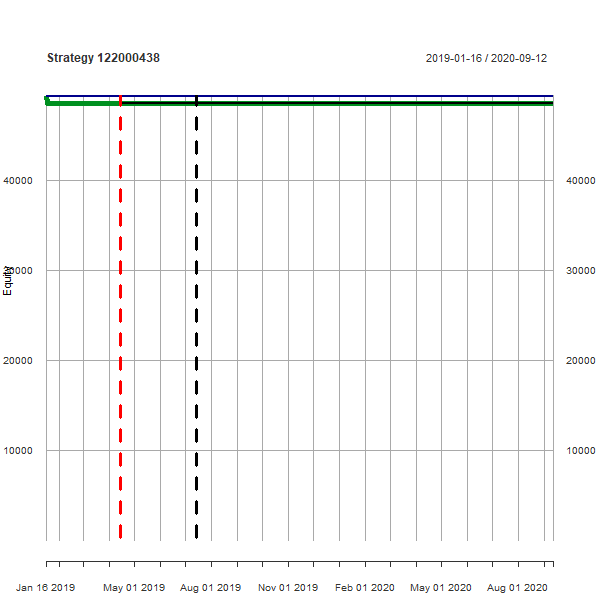 Strategy 122000438
2019-01-16 / 2020-09-12
40000
40000
Equity
30000
30000
20000
20000
10000
10000
Jan 16 2019
May 01 2019
Aug 01 2019
Nov 01 2019
Feb 01 2020
May 01 2020
Aug 01 2020